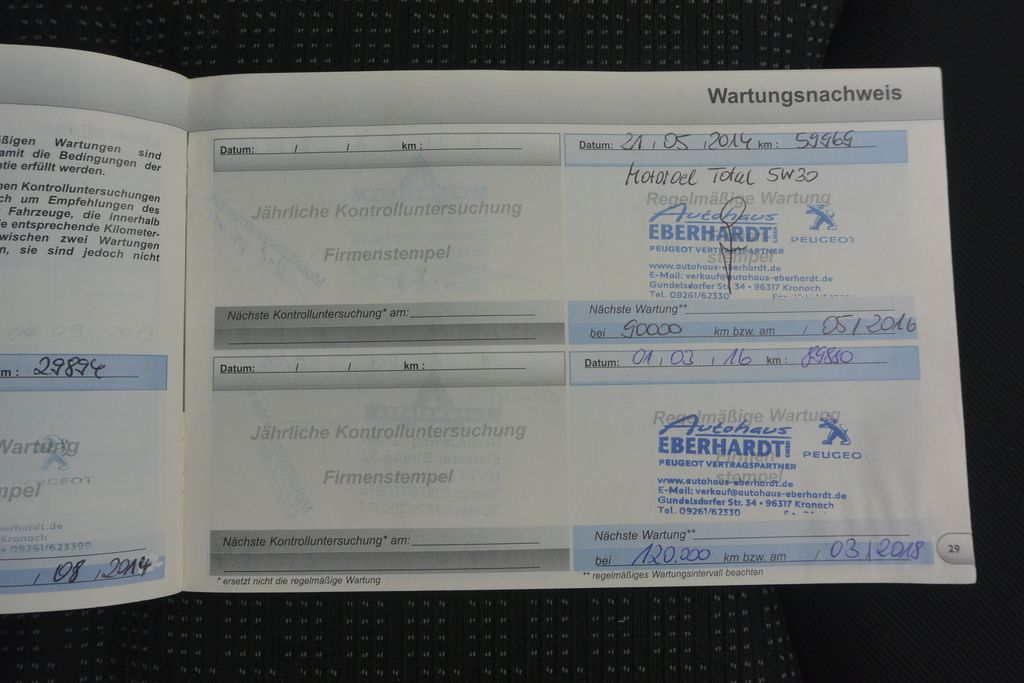 Wartungsnachweis
ßigen Wartungen sind
amit die Bedingungen der
tie erfüllt werden.
nen Kontrolluntersuchungen
ch um Empfehlungen des
Fahrzeuge, die innerhalb
ie entsprechende Kilometer-
wischen zwei Wartungen
n, sie sind jedoch nicht
m: 29894
Wartung
mpel
PEUGEOT
erhardt.de
Kronach
08 2014
Datum: / / km:
Jährliche Kontrolluntersuchung
Firmenstempel
Nächste Kontrolluntersuchung* am:
Datum: 21 / 05 / 2014 km: 59969
Motoroel Total 5W30
Regelmäßige Wartung
Autohaus
EBERHARDT GMBH
PEUGEOT
PEUGEOT VERTRAGSPARTNER
stempel
www.autohaus-eberhardt.de
E-Mail: verkauf@autohaus-eberhardt.de
Gundelsdorfer Str. 34 • 96317 Kronach
Tel. 09261/62330
Nächste Wartung**
bei 90000 km bzw. am / 05/2016
Datum: / / km:
Jährliche Kontrolluntersuchung
Firmenstempel
Nächste Kontrolluntersuchung* am:
* ersetzt nicht die regelmäßige Wartung
Datum: 01 / 03 / 16 km: 89880
Regelmäßige Wartung
Autohaus
EBERHARDT GMBH
PEUGEOT
PEUGEOT VERTRAGSPARTNER
www.autohaus-eberhardt.de
E-Mail: verkauf@autohaus-eberhardt.de
Gundelsdorfer Str. 34 • 96317 Kronach
Tel. 09261/62330
Nächste Wartung**
bei 120.000 km bzw. am / 03/2018
** regelmäßiges Wartungsintervall beachten
29